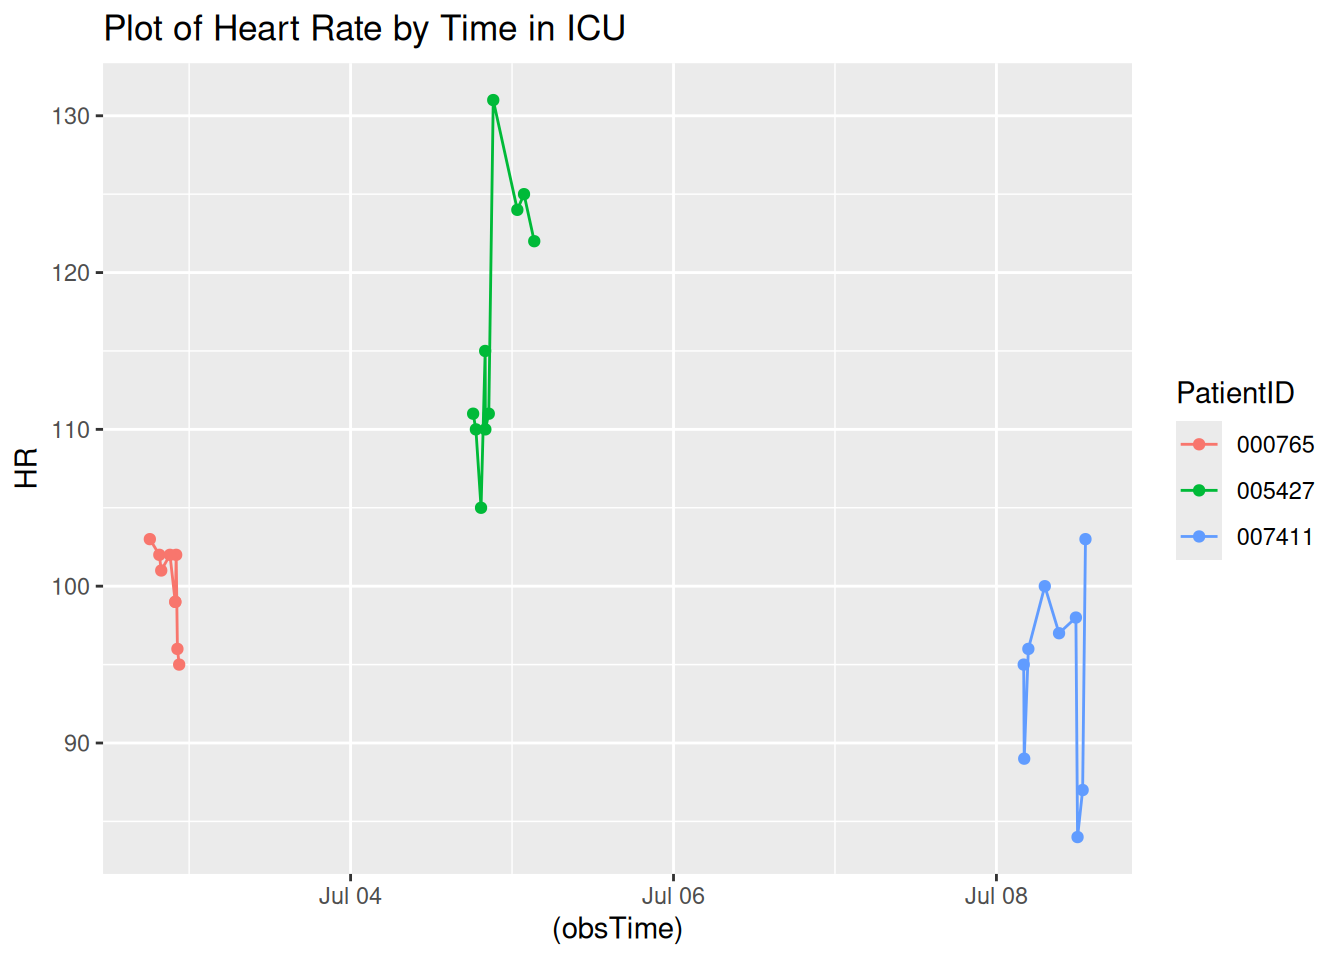 Plot of Heart Rate by Time in ICU
130
120
110
100
90
HR
Jul 04
Jul 06
Jul 08
(obsTime)
PatientID
000765
005427
007411